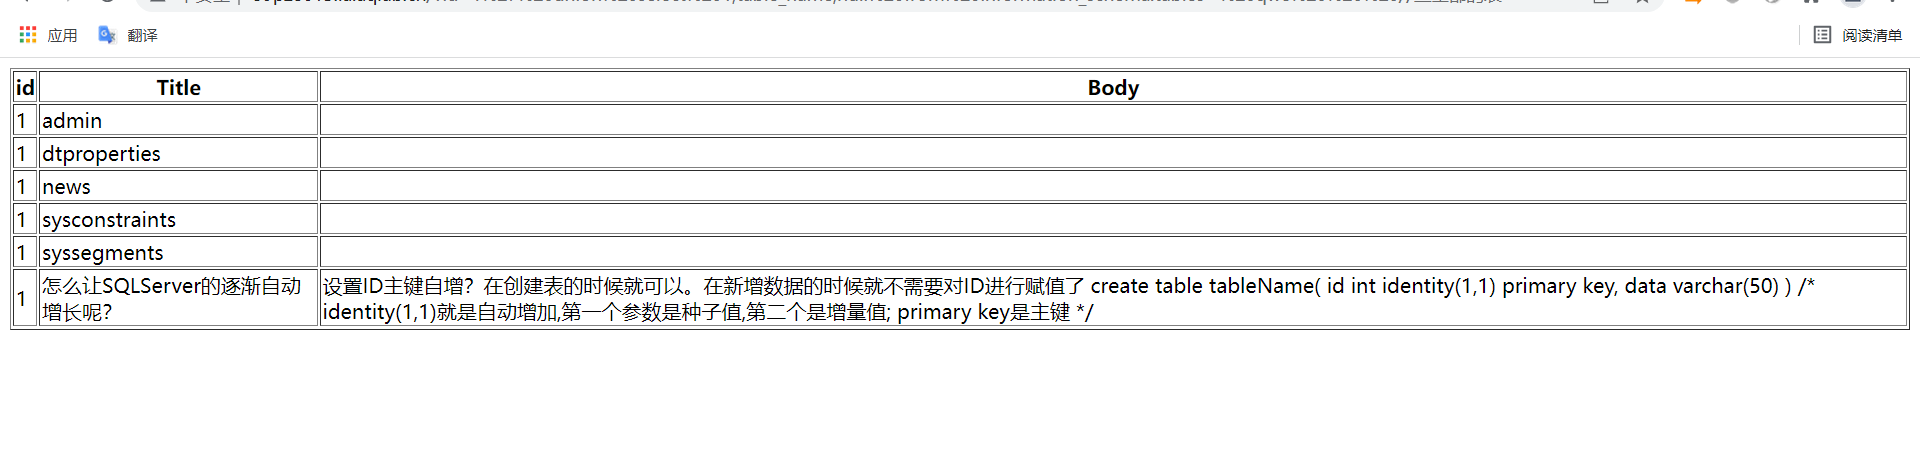 应用 翻译 阅读清单
id Title Body
1 admin
1 dtproperties
1 news
1 sysconstraints
1 syssegments
1 怎么让SQLServer的逐渐自动增长呢? 设置ID主键自增？在创建表的时候就可以。在新增数据的时候就不需要对ID进行赋值了 create table tableName( id int identity(1,1) primary key, data varchar(50) ) /*
identity(1,1)就是自动增加,第一个参数是种子值,第二个是增量值; primary key是主键 */